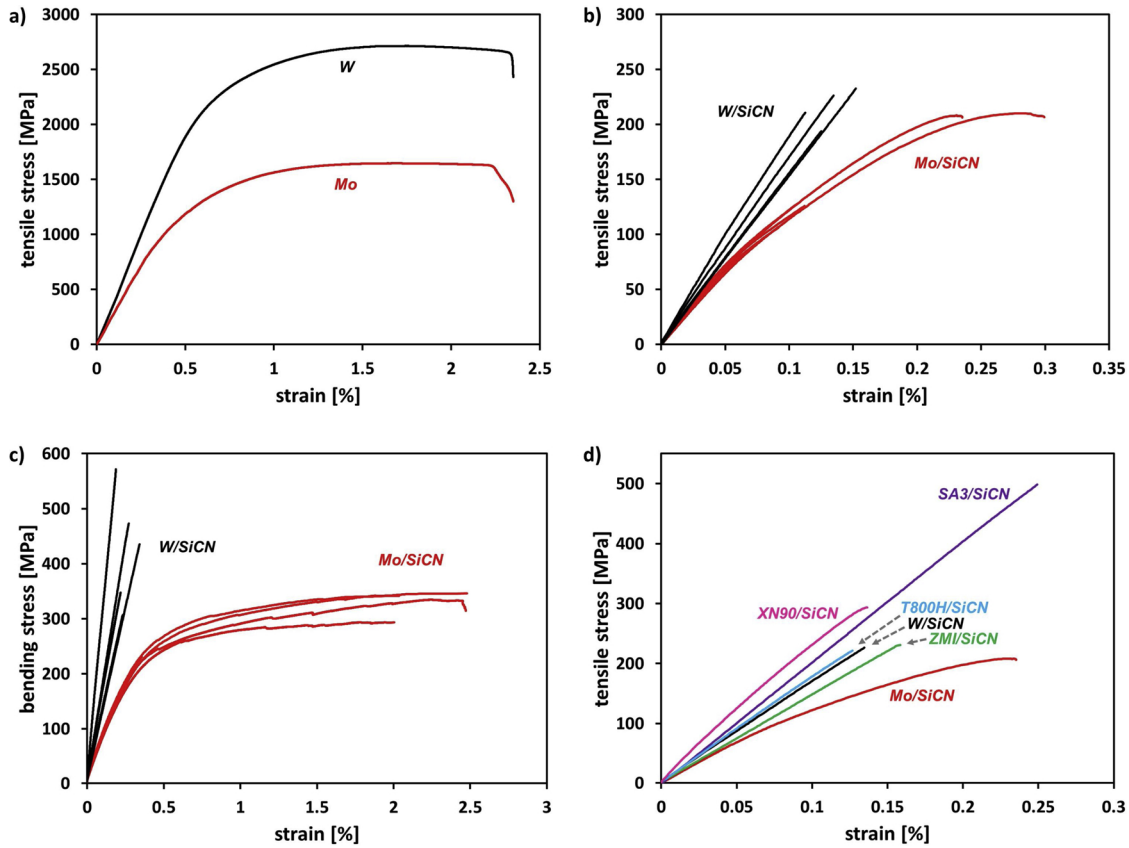 a)
3000
2500
2000
1500
1000
500
0
tensile stress [MPa]
W
Mo
0 0.5 1 1.5 2 2.5
strain [%]
b)
300
250
200
150
100
50
0
tensile stress [MPa]
W/SiCN
Mo/SiCN
0 0.05 0.1 0.15 0.2 0.25 0.3 0.35
strain [%]
c)
600
500
400
300
200
100
0
bending stress [MPa]
W/SiCN
Mo/SiCN
0 0.5 1 1.5 2 2.5 3
strain [%]
d)
500
400
300
200
100
0
tensile stress [MPa]
SA3/SiCN
XN90/SiCN
T800H/SiCN
W/SiCN
ZMI/SiCN
Mo/SiCN
0 0.05 0.1 0.15 0.2 0.25 0.3
strain [%]